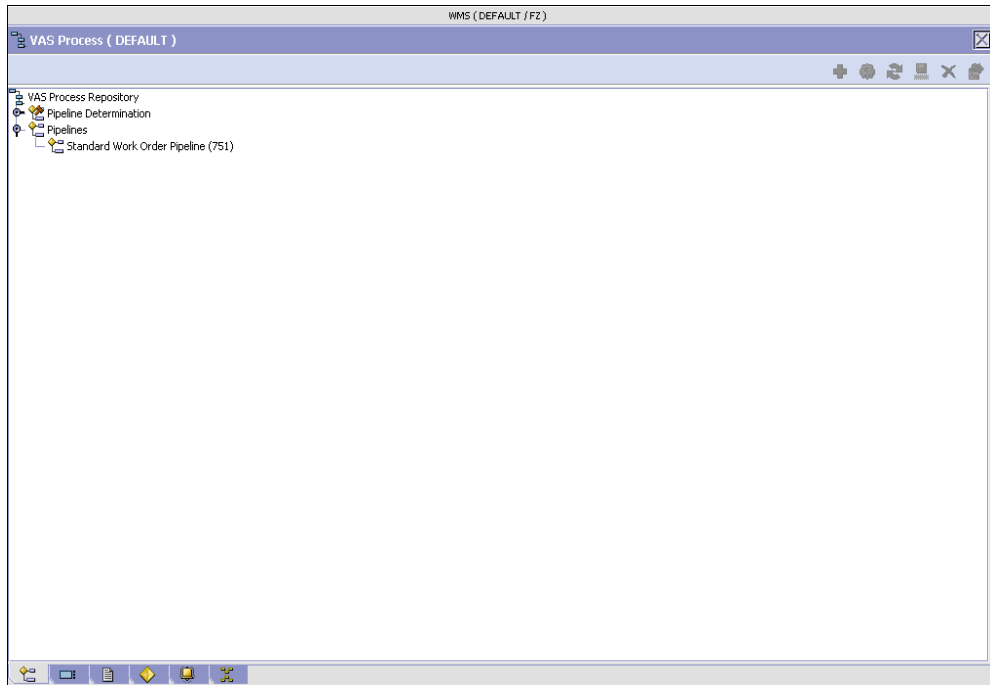 WMS ( DEFAULT / FZ )
VAS Process ( DEFAULT )
VAS Process Repository
Pipeline Determination
Pipelines
Standard Work Order Pipeline (751)